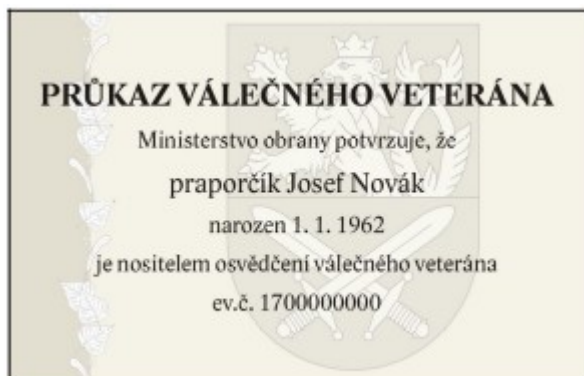 PRŮKAZ VÁLEČNÉHO VETERÁNA
Ministerstvo obrany potvrzuje, že
praporčík Josef Novák
narozen 1. 1. 1962
je nositelem osvědčení válečného veterána
ev.č. 1700000000